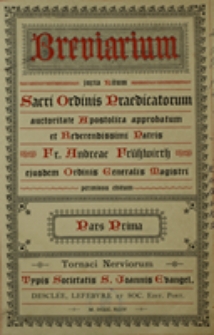 Breviarium
juxta ritum
Sacri Ordinis Praedicatorum
auctoritate Apostolica approbatum
et Reverendissimi Patris
Fr. Andreae Frühwirth
ejusdem Ordinis Generalis Magistri
permissu editum
Pars Prima
Tornaci Nerviorum
Typis Societatis S. Joannis Evangel.
DESCLEE, LEFEBVRE ET SOC. Edit. Pont.